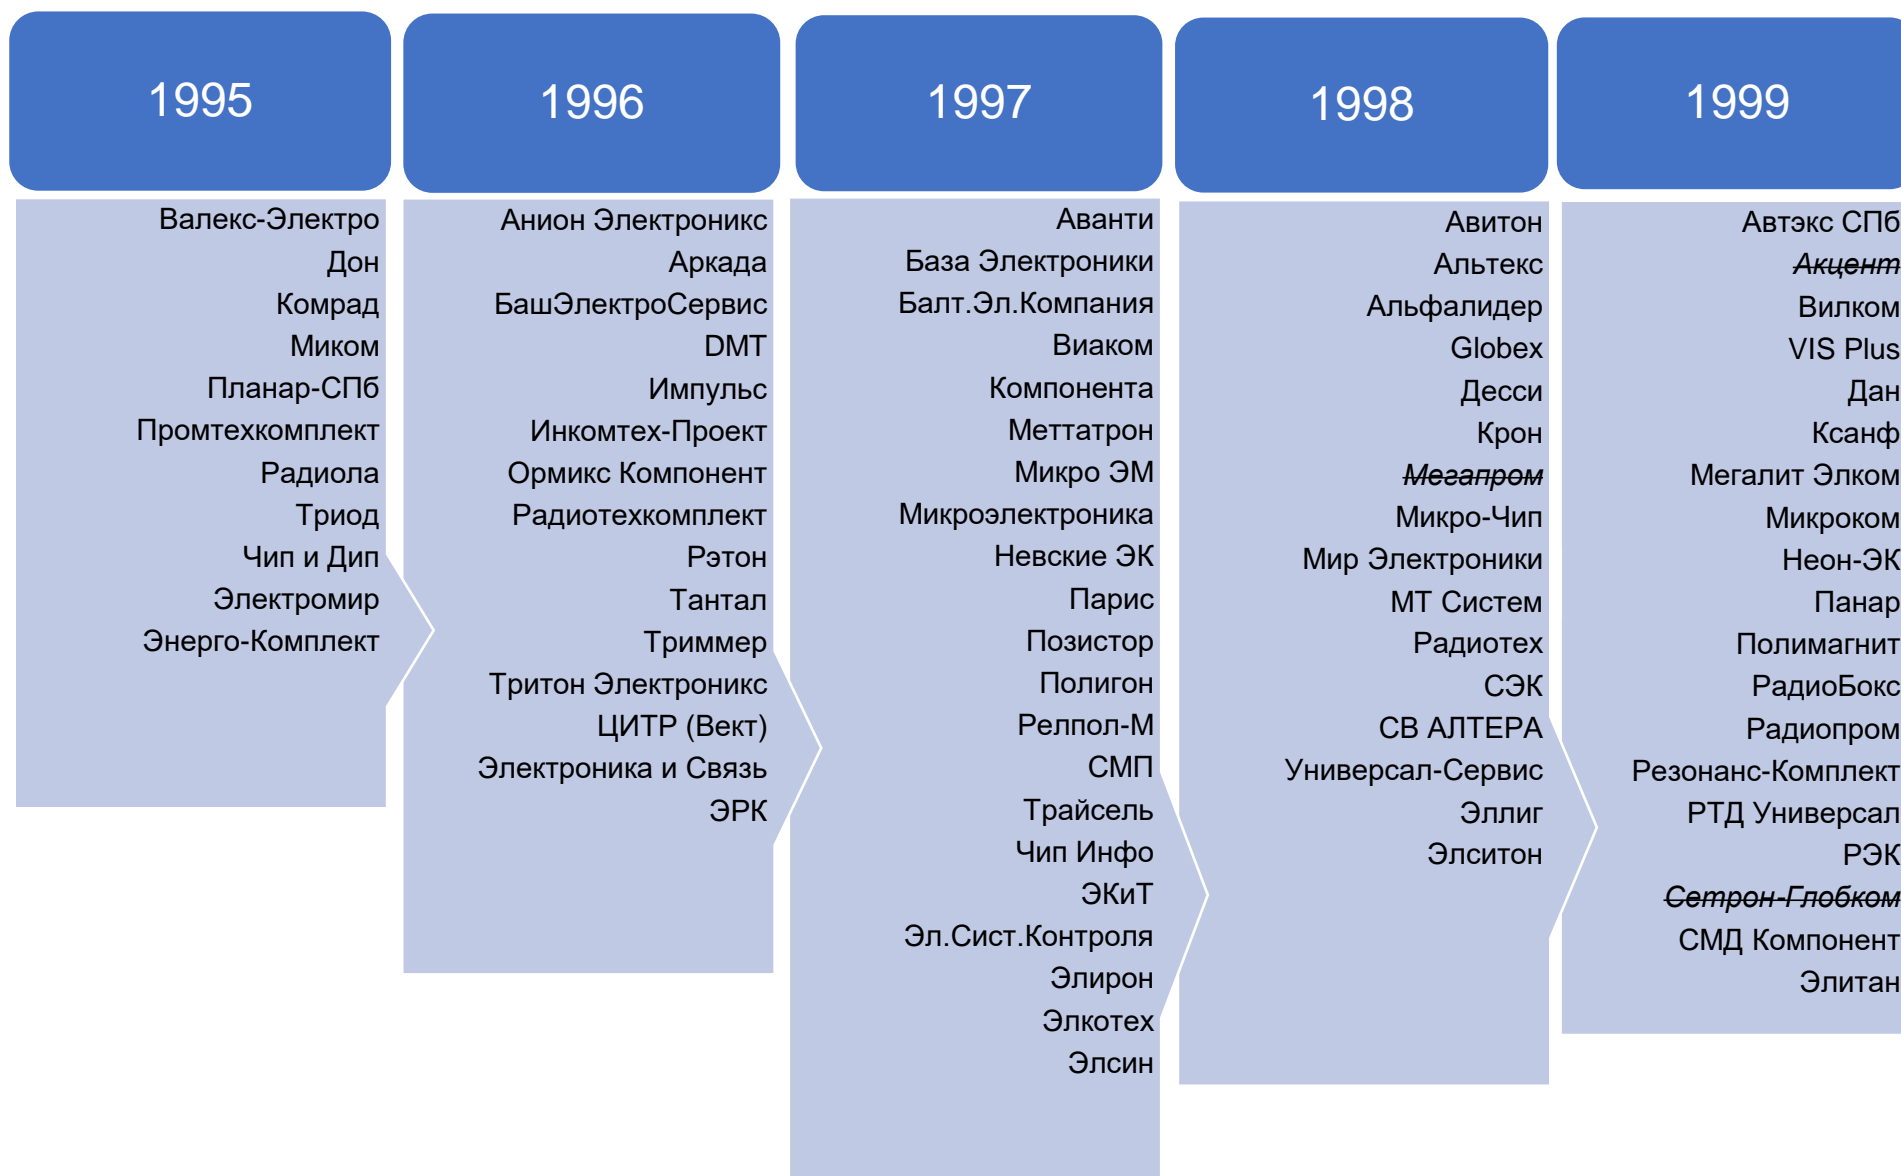 1995
Валекс-Электро
Дон
Комрад
Миком
Планар-СПб
Промтехкомплект
Радиола
Триод
Чип и Дип
Электромир
Энерго-Комплект
1996
Анион Электроникс
Аркада
БашЭлектроСервис
DMT
Импульс
Инкомтех-Проект
Ормикс Компонент
Радиотехкомплект
Рэтон
Тантал
Триммер
Тритон Электроникс
ЦИТР (Вект)
Электроника и Связь
ЭРК
1997
Аванти
База Электроники
Балт.Эл.Компания
Виаком
Компонента
Меттатрон
Микро ЭМ
Микроэлектроника
Невские ЭК
Парис
Позистор
Полигон
Релпол-М
СМП
Трайсель
Чип Инфо
ЭКиТ
Эл.Сист.Контроля
Элирон
Элкотех
Элсин
1998
Авитон
Альтекс
Альфалидер
Globex
Десси
Крон
Мегапром
Микро-Чип
Мир Электроники
МТ Систем
Радиотех
СЭК
СВ АЛТЕРА
Универсал-Сервис
Эллиг
Элситон
1999
Автэкс СПб
Акцент
Вилком
VIS Plus
Дан
Ксанф
Мегалит Элком
Микроком
Неон-ЭК
Панар
Полимагнит
РадиоБокс
Радиопром
Резонанс-Комплект
РТД Универсал
РЭК
Сетрон-Глобком
СМД Компонент
Элитан